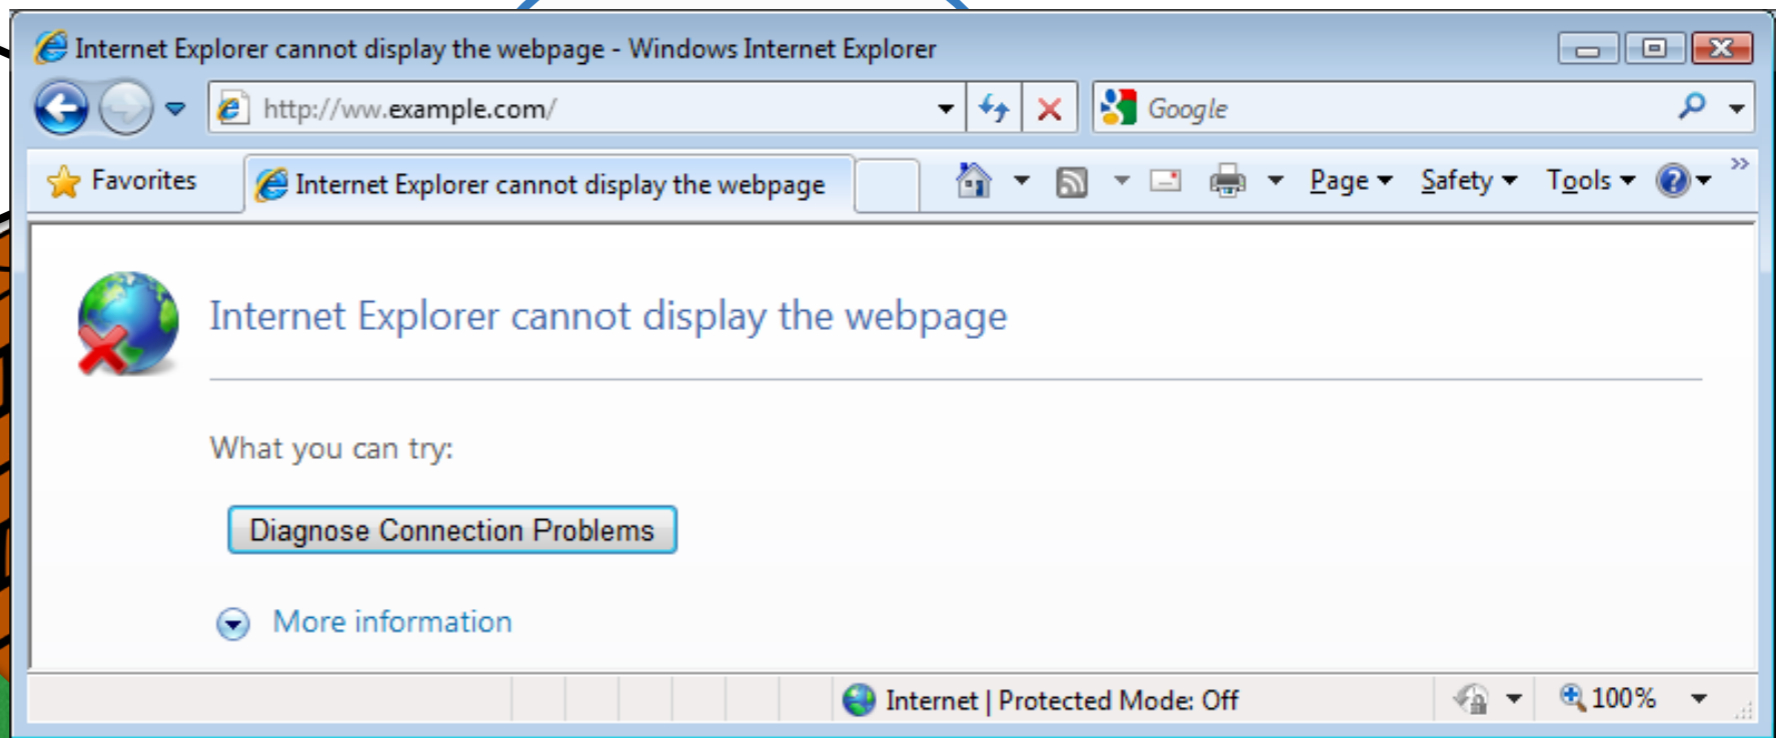 Internet Explorer cannot display the webpage - Windows Internet Explorer
http://ww.example.com/ Google
Favorites Internet Explorer cannot display the webpage Page Safety Tools
Internet Explorer cannot display the webpage
What you can try:
Diagnose Connection Problems
More information
Internet | Protected Mode: Off 100%